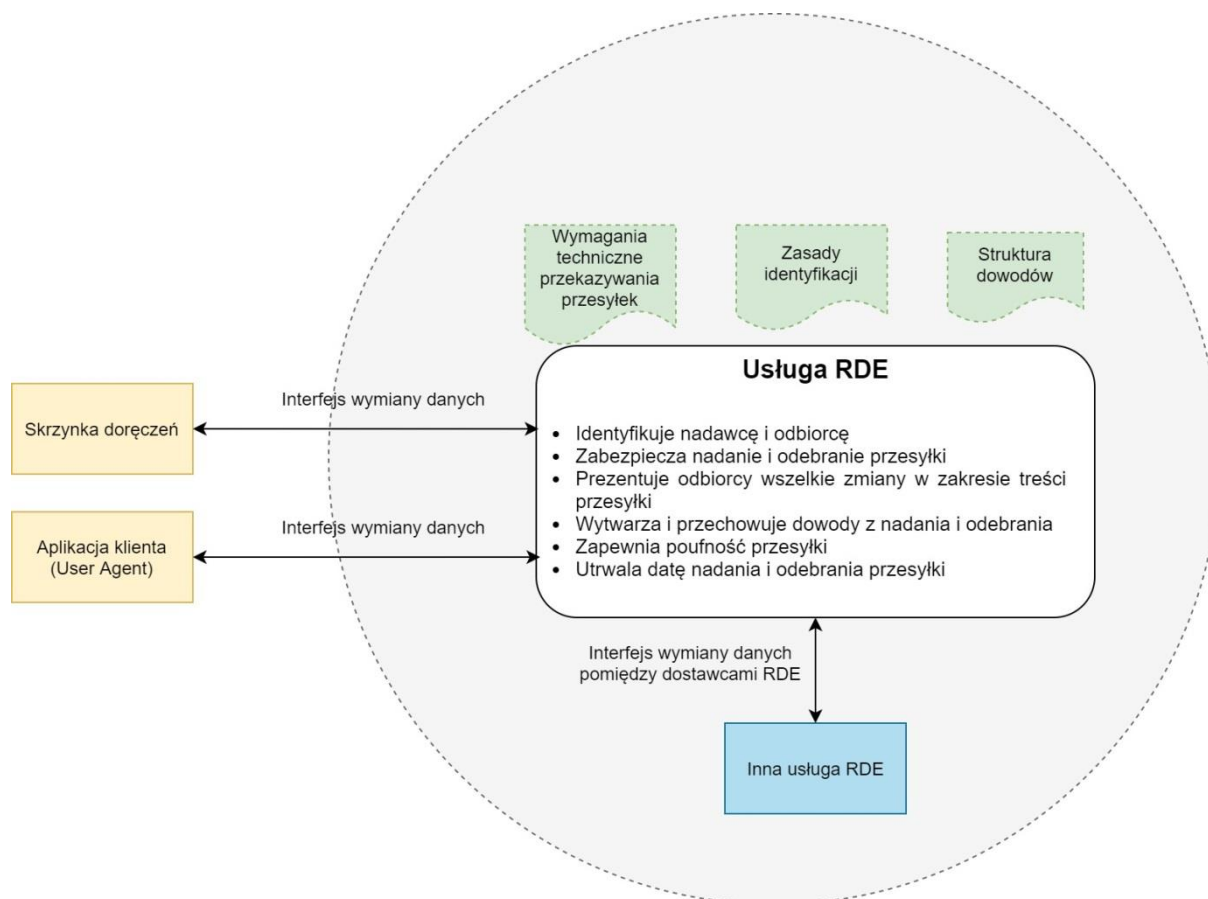 Wymagania
techniczne
przekazywania
przesyłek
Zasady
identyfikacji
Struktura
dowodów
Usługa RDE
Skrzynka doręczeń
Interfejs wymiany danych
• Identyfikuje nadawcę i odbiorcę
• Zabezpiecza nadanie i odebranie przesyłki
• Prezentuje odbiorcy wszelkie zmiany w zakresie treści
przesyłki
• Wytwarza i przechowuje dowody z nadania i odebrania
• Zapewnia poufność przesyłki
• Utrwala datę nadania i odebrania przesyłki
Interfejs wymiany danych
Aplikacja klienta
(User Agent)
Interfejs wymiany danych
pomiędzy dostawcami RDE
Inna usługa RDE